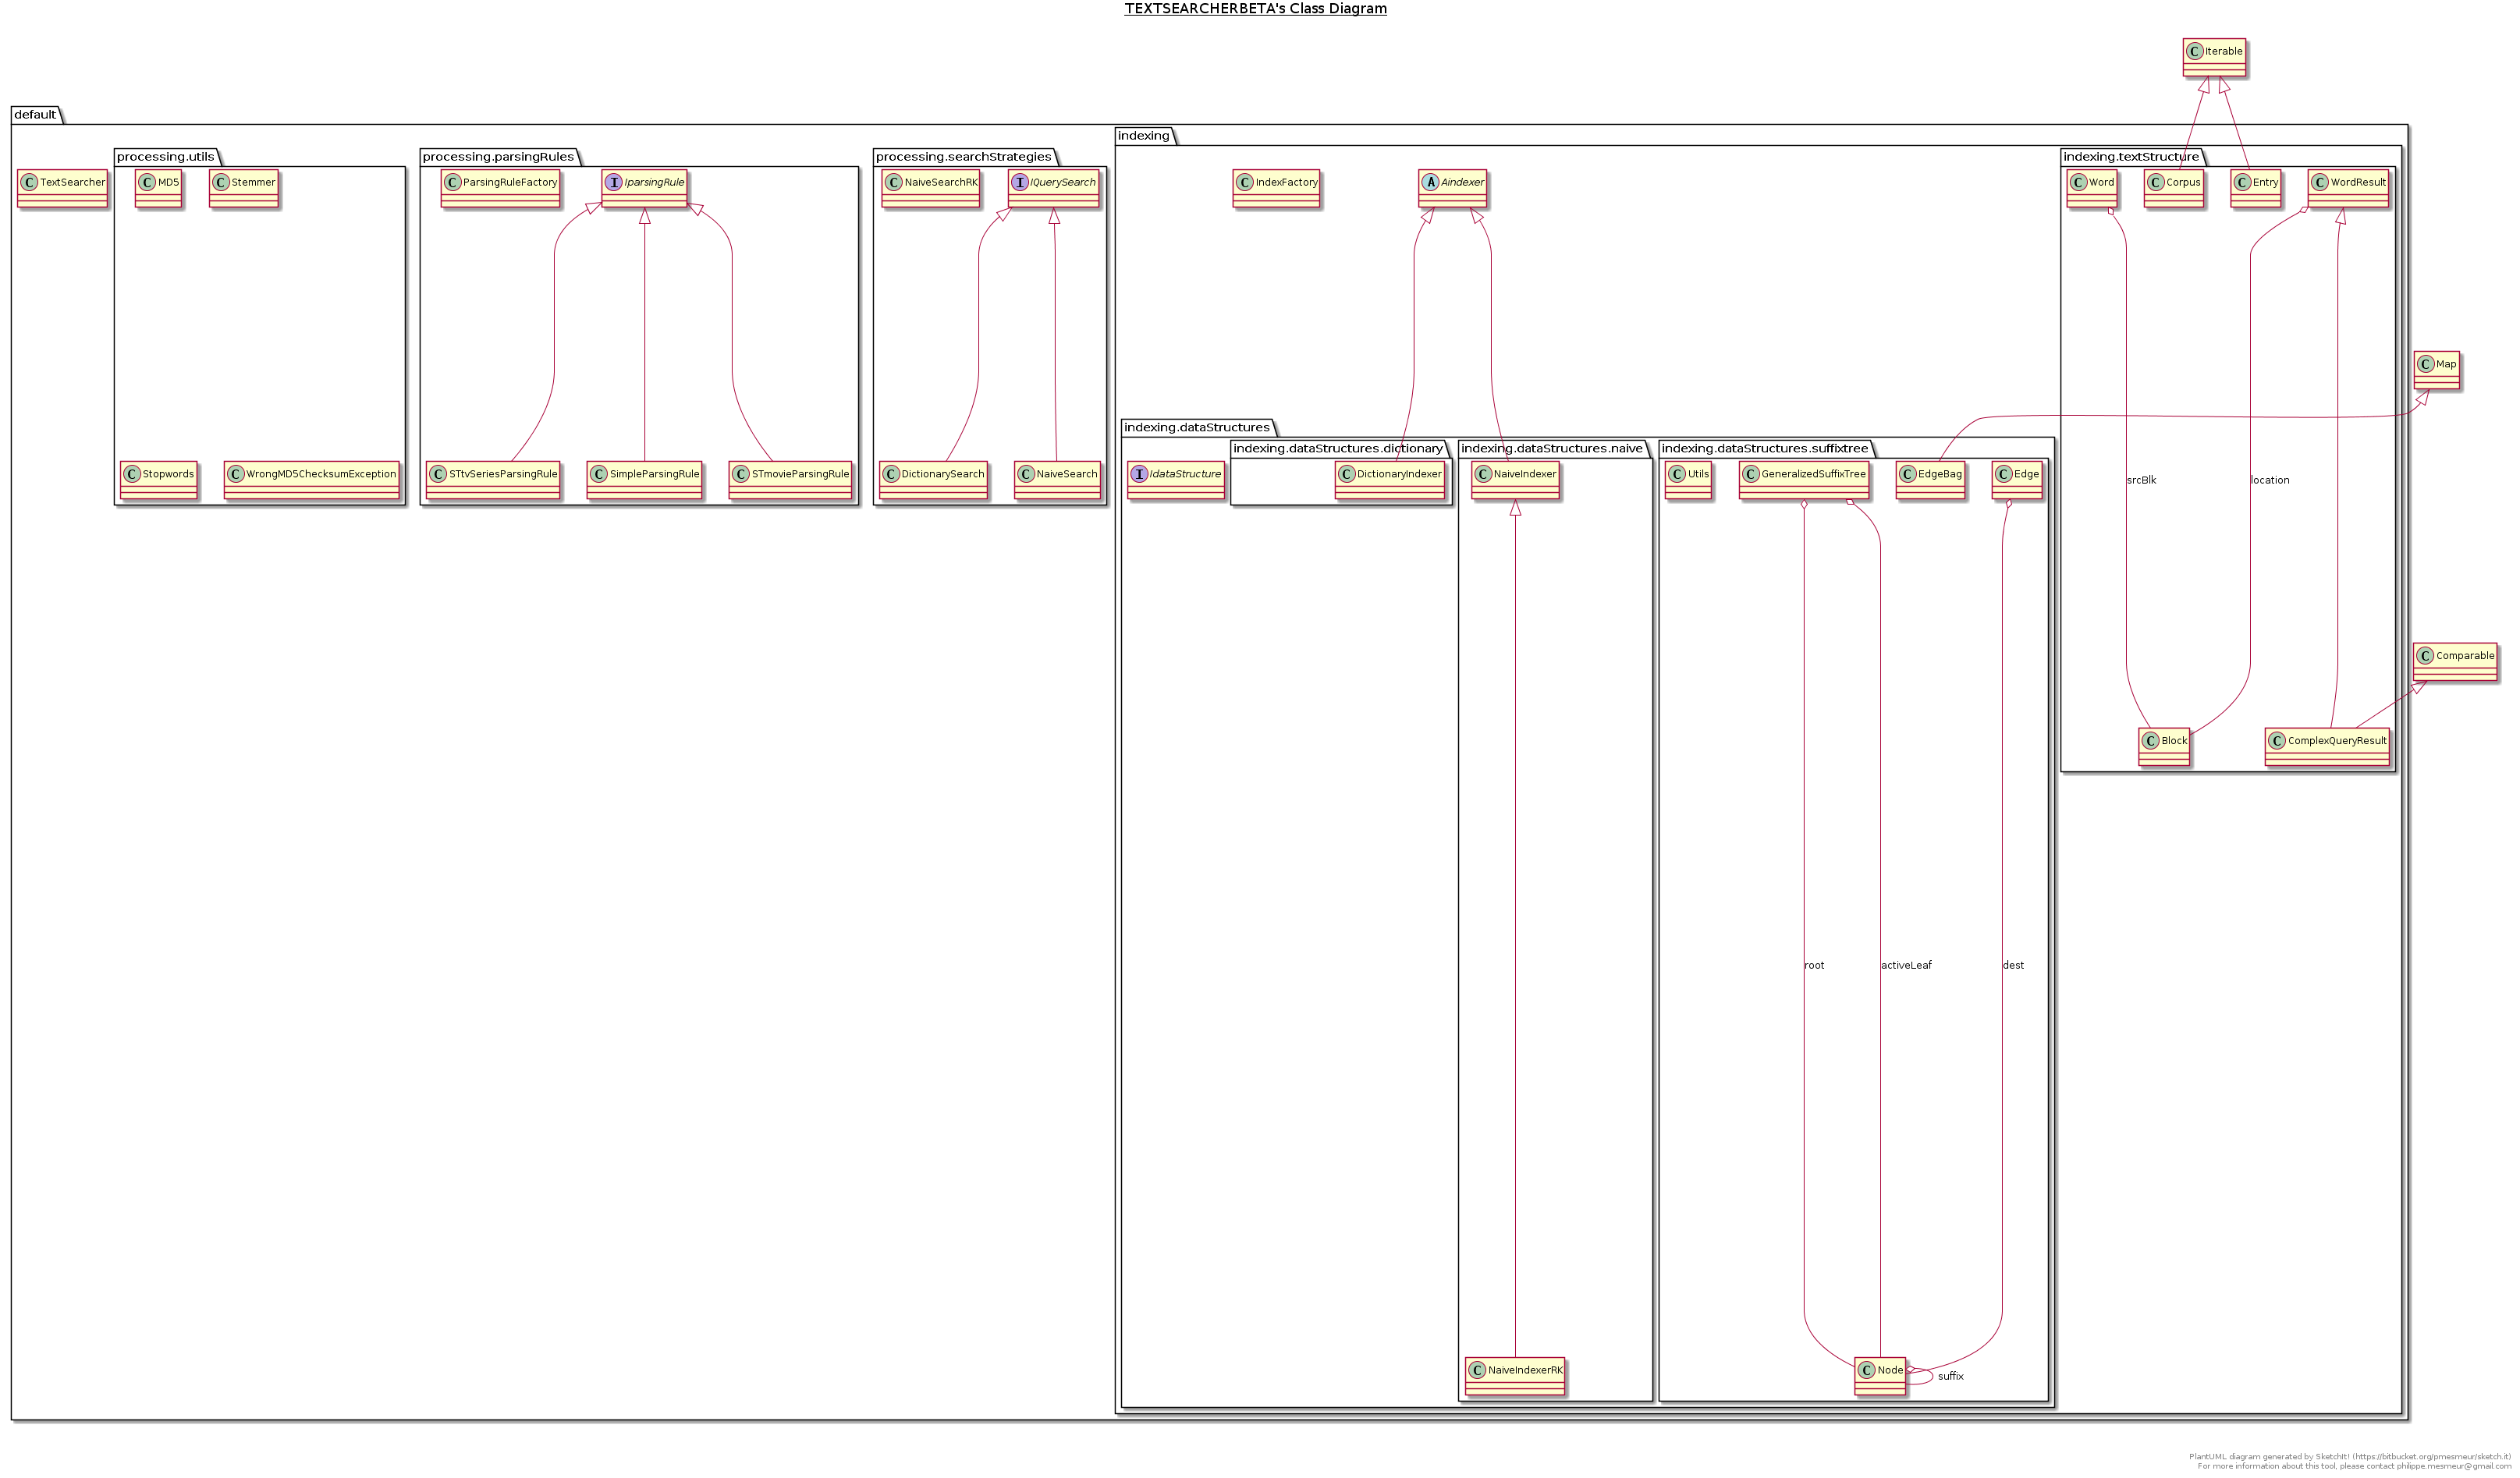 TEXTSEARCHERBETA's Class Diagram
C Iterable
default
indexing
processing.utils
processing.parsingRules
processing.searchStrategies
indexing.textStructure
C TextSearcher
C MD5
C Stemmer
C ParsingRuleFactory
I IparsingRule
C NaiveSearchRK
I IQuerySearch
C IndexFactory
A Aindexer
C Word
C Corpus
C Entry
C WordResult
C Map
indexing.dataStructures
indexing.dataStructures.dictionary
indexing.dataStructures.naive
indexing.dataStructures.suffixtree
C Stopwords
C WrongMD5ChecksumException
C STtvSeriesParsingRule
C SimpleParsingRule
C STmovieParsingRule
C DictionarySearch
C NaiveSearch
I IdataStructure
C DictionaryIndexer
C NaiveIndexer
C Utils
C GeneralizedSuffixTree
C EdgeBag
C Edge
srcBlk
location
C Comparable
C Block
C ComplexQueryResult
root
activeLeaf
dest
C NaiveIndexerRK
C Node
suffix
PlantUML diagram generated by SketchIt! (https://bitbucket.org/pmesmeur/sketch.it)
For more information about this tool, please contact philippe.mesmeur@gmail.com